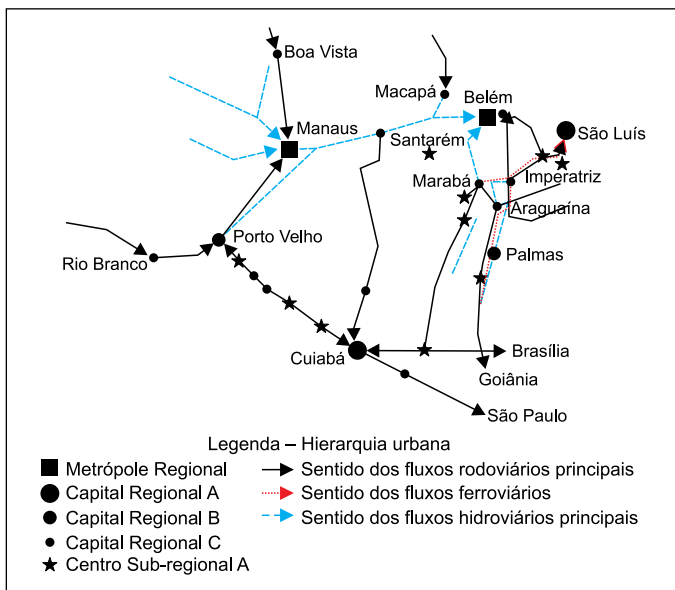 Boa Vista
Macapá
Belém
Manaus
Santarém
São Luís
Marabá
Imperatriz
Araguaína
Porto Velho
Rio Branco
Palmas
Cuiabá
Brasília
Goiânia
São Paulo
Legenda – Hierarquia urbana
Metrópole Regional
Sentido dos fluxos rodoviários principais
Capital Regional A
Sentido dos fluxos ferroviários
Capital Regional B
Sentido dos fluxos hidroviários principais
Capital Regional C
Centro Sub-regional A